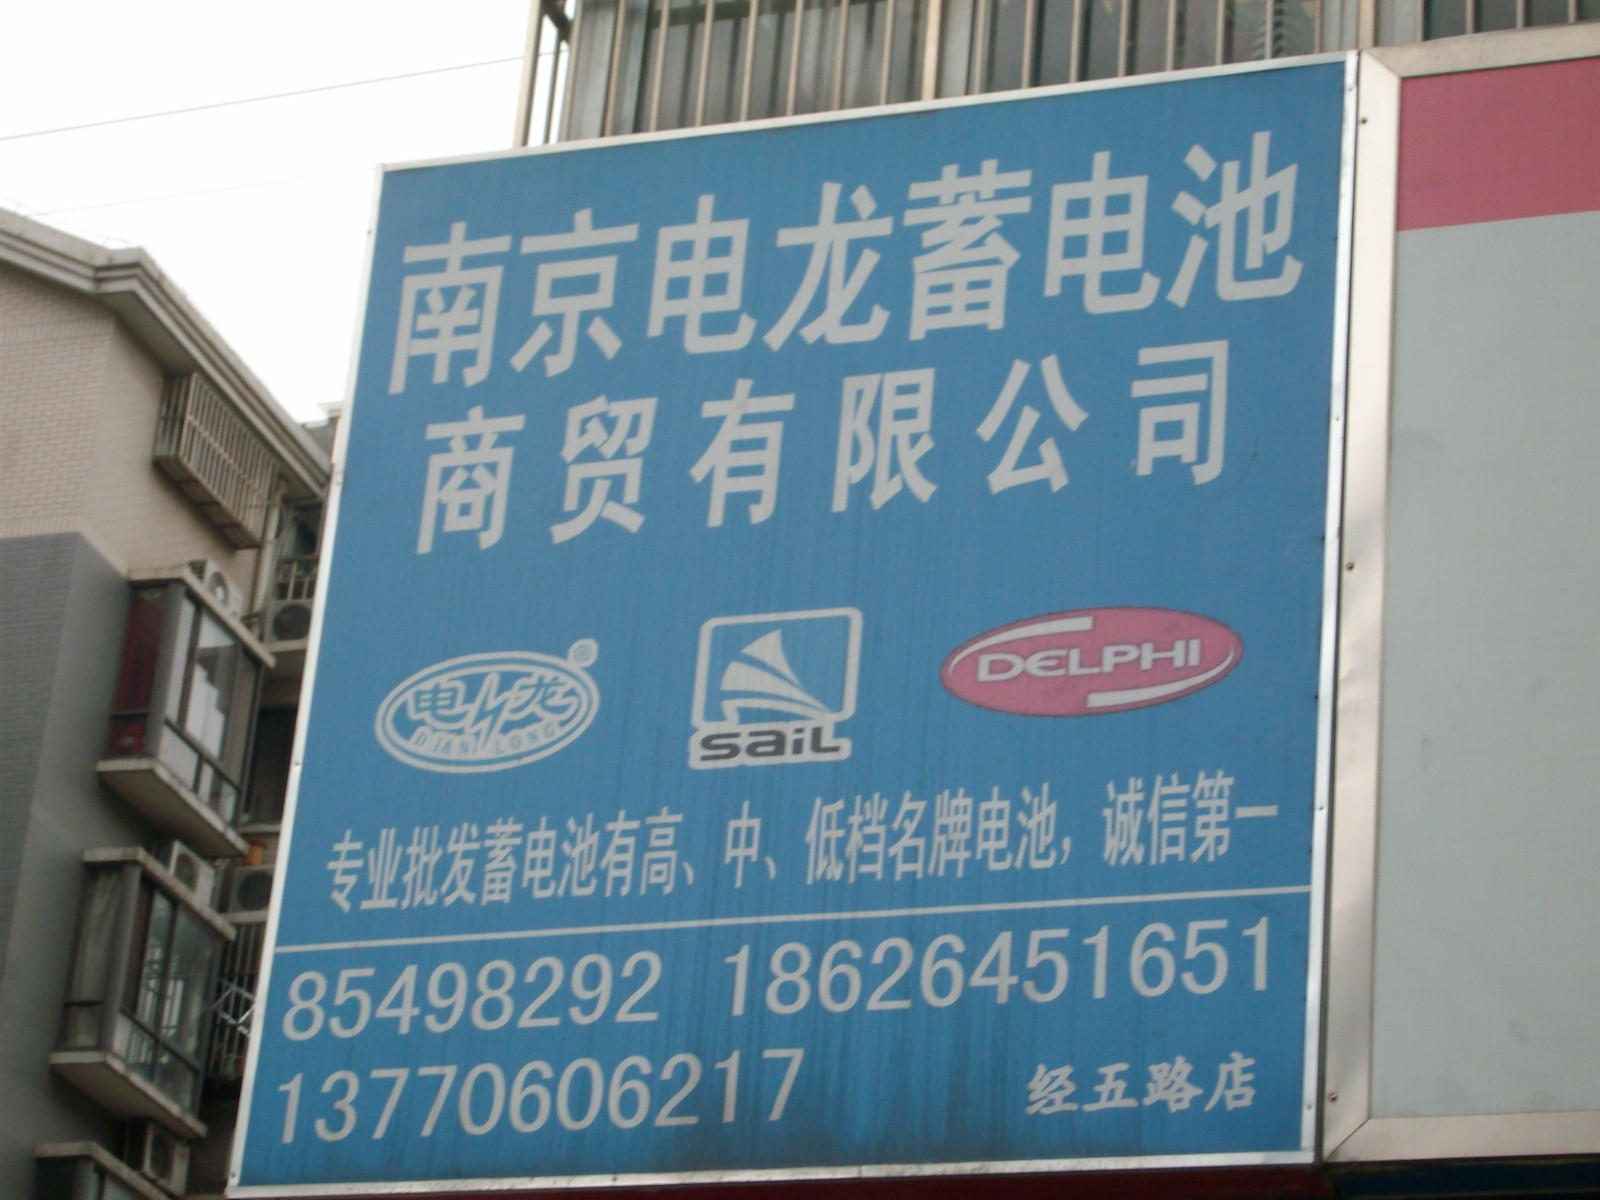 南京电龙蓄电池
商贸有限公司
电龙
DIAN LONG
sail
DELPHI
专业批发蓄电池有高、中、低档名牌电池，诚信第一
85498292 18626451651
13770606217 经五路店